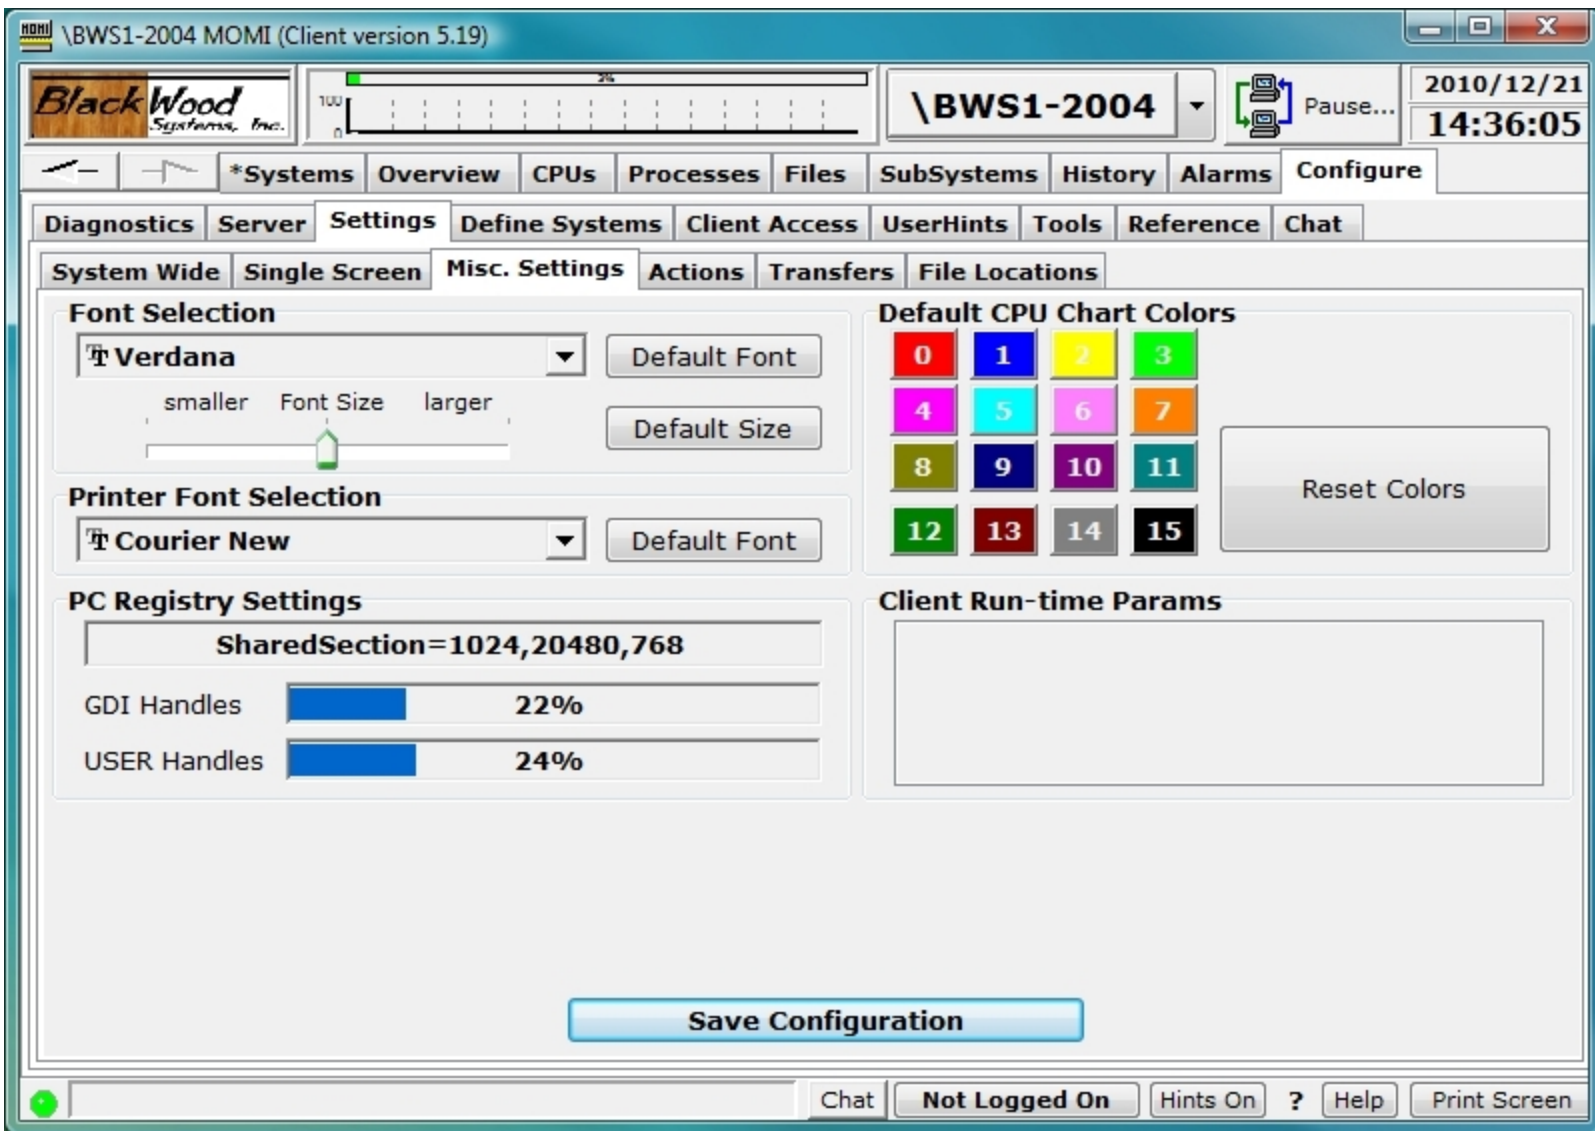 MOMI \BWS1-2004 MOMI (Client version 5.19)
BlackWood
Systems, Inc.
3%
100
0
\BWS1-2004
Pause...
2010/12/21
14:36:05
*Systems Overview CPUs Processes Files SubSystems History Alarms Configure
Diagnostics Server Settings Define Systems Client Access UserHints Tools Reference Chat
System Wide Single Screen Misc. Settings Actions Transfers File Locations
Font Selection
Verdana Default Font
smaller Font Size larger
Default Size
Printer Font Selection
Courier New Default Font
PC Registry Settings
SharedSection=1024,20480,768
GDI Handles 22%
USER Handles 24%
Default CPU Chart Colors
0 1 2 3
4 5 6 7
8 9 10 11
12 13 14 15
Reset Colors
Client Run-time Params
Save Configuration
Chat Not Logged On Hints On ? Help Print Screen